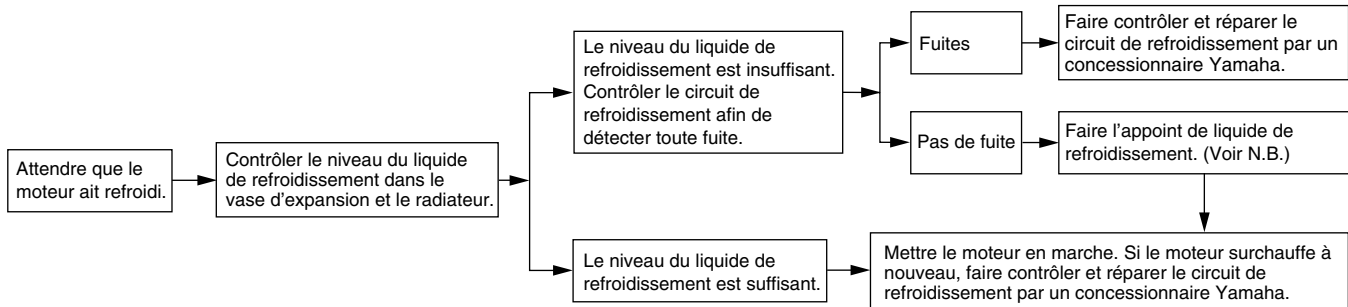 Attendre que le
moteur ait refroidi.
Contrôler le niveau du liquide
de refroidissement dans le
vase d'expansion et le radiateur.
Le niveau du liquide de
refroidissement est insuffisant.
Contrôler le circuit de
refroidissement afin de
détecter toute fuite.
Fuites
Faire contrôler et réparer le
circuit de refroidissement par un
concessionnaire Yamaha.
Pas de fuite
Faire l'appoint de liquide de
refroidissement. (Voir N.B.)
Le niveau du liquide de
refroidissement est suffisant.
Mettre le moteur en marche. Si le moteur surchauffe à
nouveau, faire contrôler et réparer le circuit de
refroidissement par un concessionnaire Yamaha.